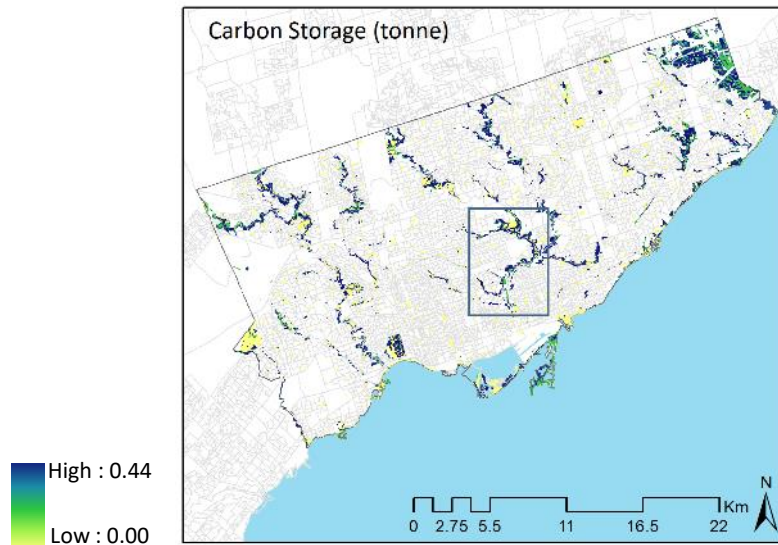 Carbon Storage (tonne)
High : 0.44
Low : 0.00
N
Km
0 2.75 5.5 11 16.5 22